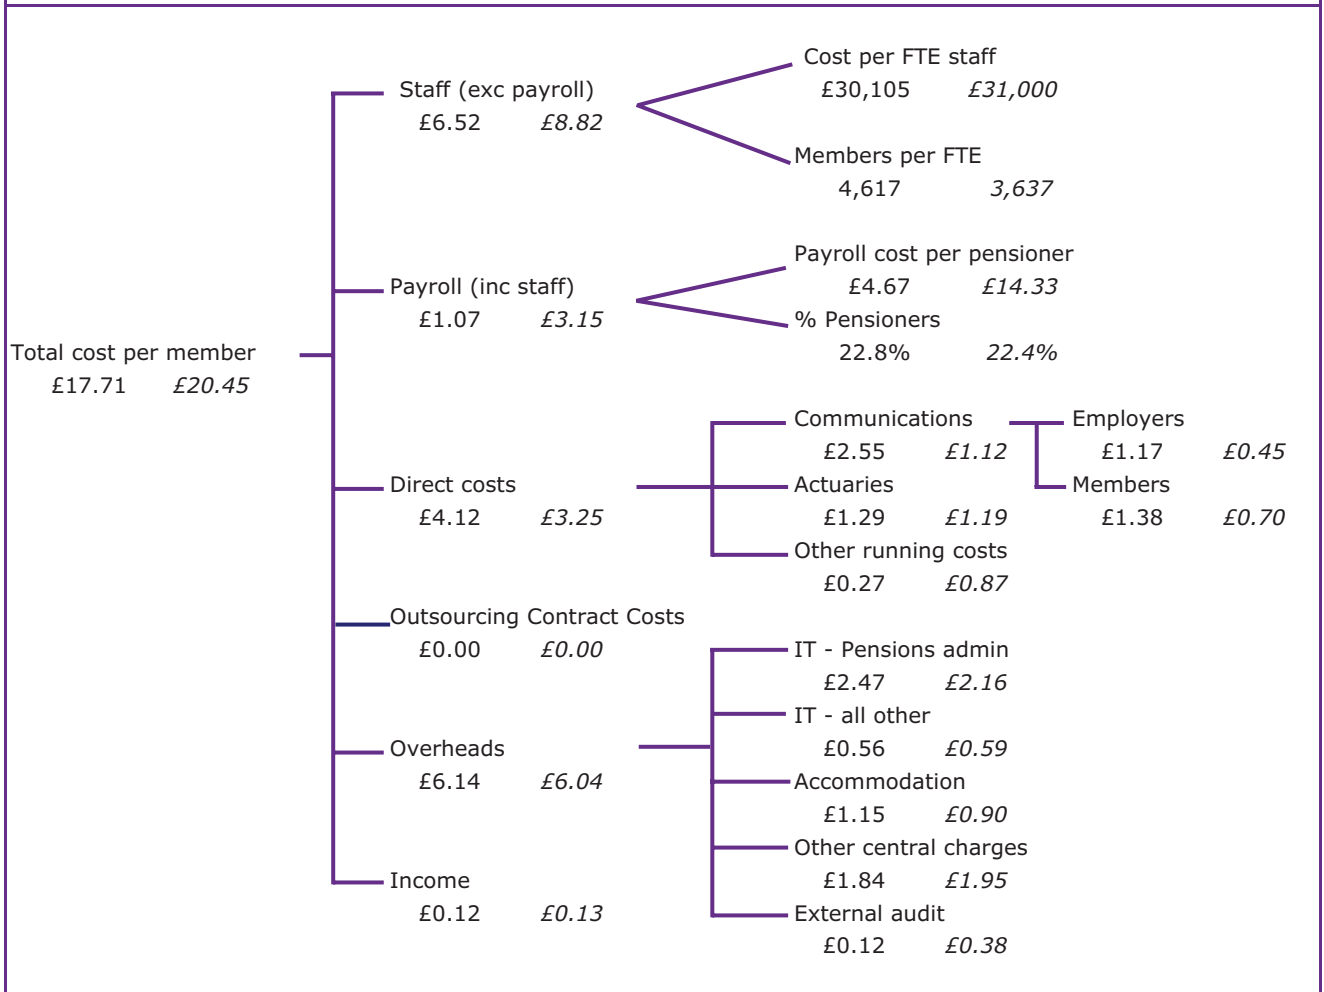 Cost per FTE staff
Staff (exc payroll) £30,105 £31,000
£6.52 £8.82
Members per FTE
4,617 3,637
Payroll cost per pensioner
Payroll (inc staff) £4.67 £14.33
£1.07 £3.15 % Pensioners
Total cost per member 22.8% 22.4%
£17.71 £20.45
Communications Employers
£2.55 £1.12 £1.17 £0.45
Direct costs Actuaries Members
£4.12 £3.25 £1.29 £1.19 £1.38 £0.70
Other running costs
£0.27 £0.87
Outsourcing Contract Costs
£0.00 £0.00 IT - Pensions admin
£2.47 £2.16
IT - all other
Overheads £0.56 £0.59
£6.14 £6.04 Accommodation
£1.15 £0.90
Other central charges
Income £1.84 £1.95
£0.12 £0.13 External audit
£0.12 £0.38